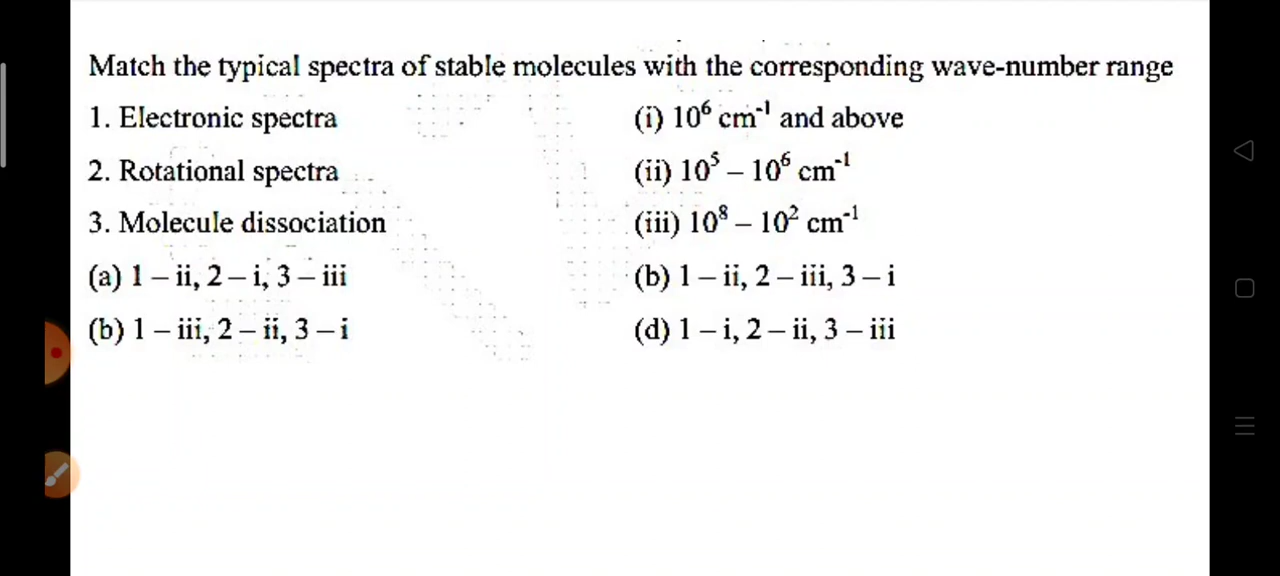 Match the typical spectra of stable molecules with the corresponding wave-number range
1. Electronic spectra (i) 10⁶ cm⁻¹ and above
2. Rotational spectra (ii) 10⁵ – 10⁶ cm⁻¹
3. Molecule dissociation (iii) 10⁸ – 10² cm⁻¹
(a) 1 – ii, 2 – i, 3 – iii (b) 1 – ii, 2 – iii, 3 – i
(b) 1 – iii, 2 – ii, 3 – i (d) 1 – i, 2 – ii, 3 – iii